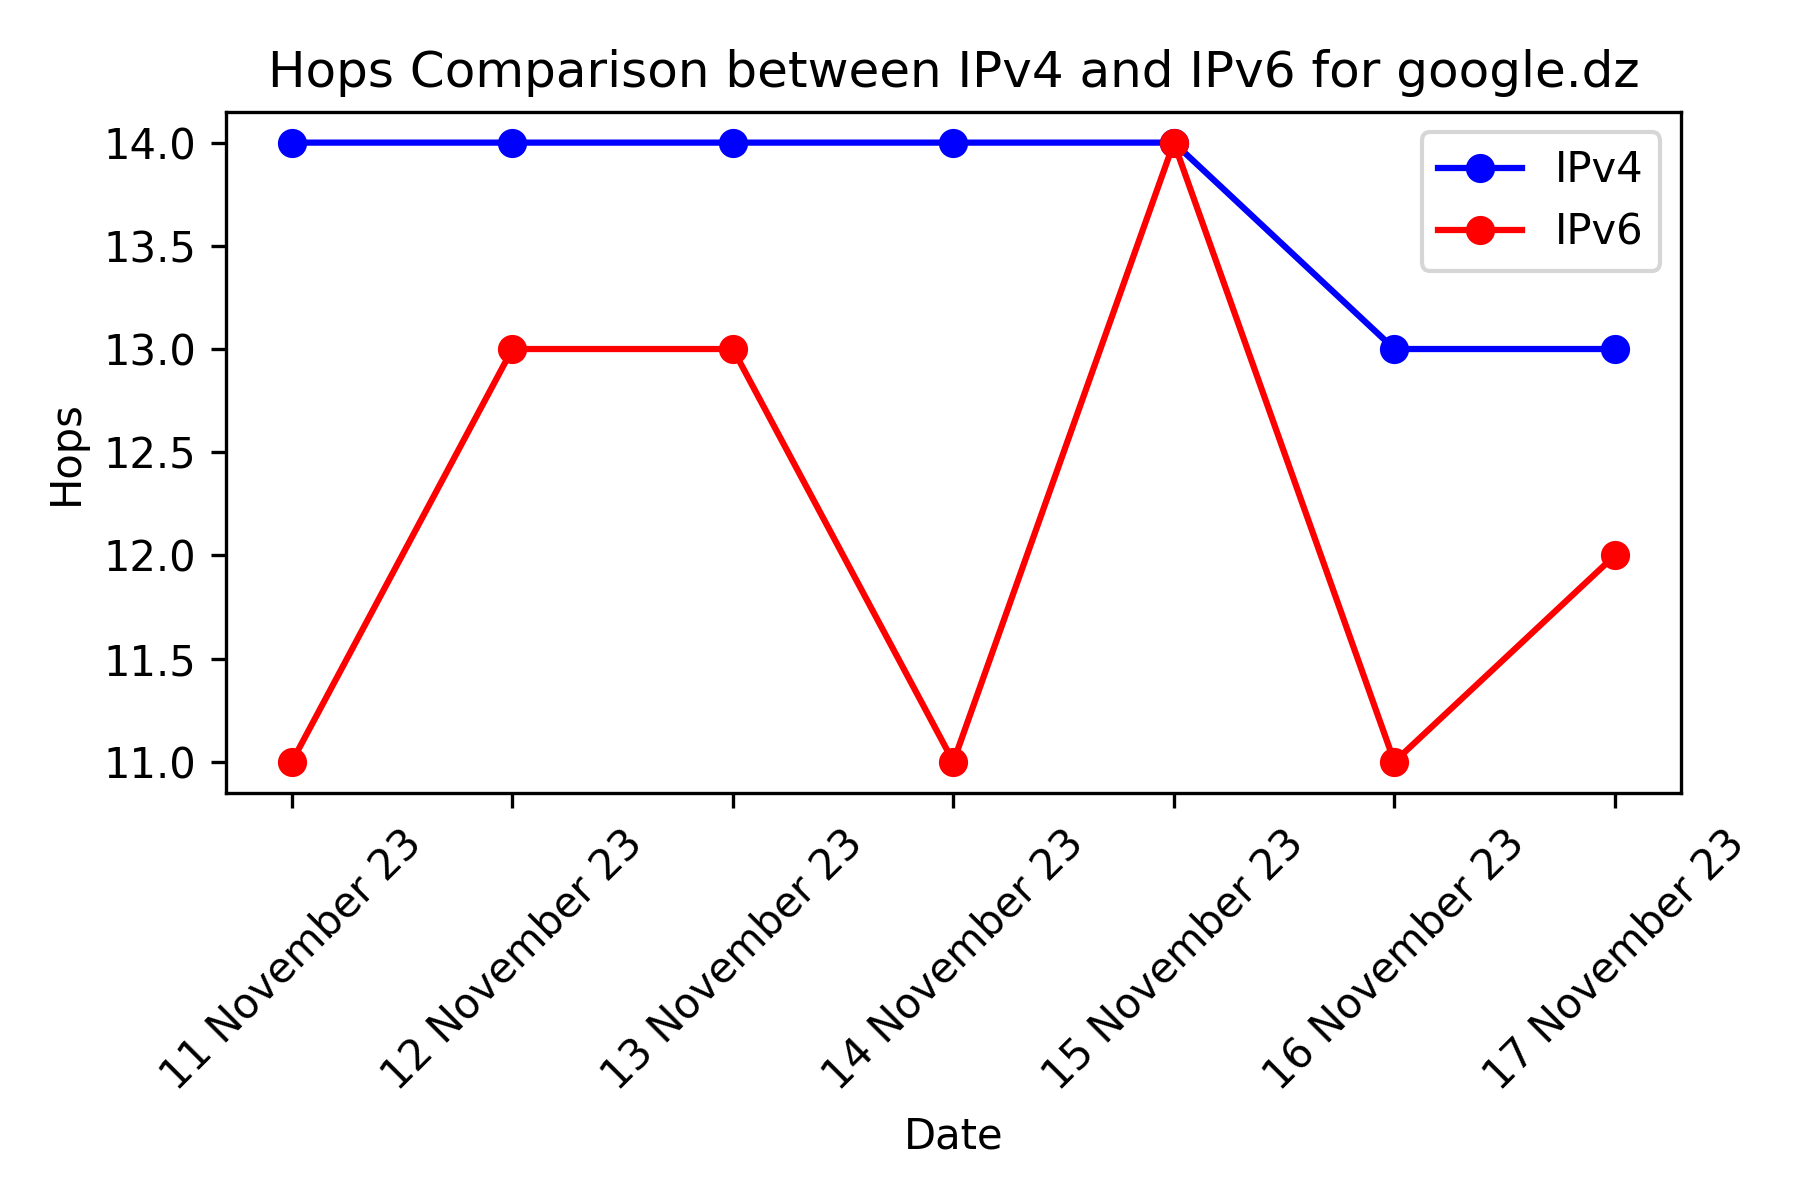 Hops Comparison between IPv4 and IPv6 for google.dz
14.0
13.5
13.0
12.5
12.0
11.5
11.0
Hops
IPv4
IPv6
11 November 23
12 November 23
13 November 23
14 November 23
15 November 23
16 November 23
17 November 23
Date